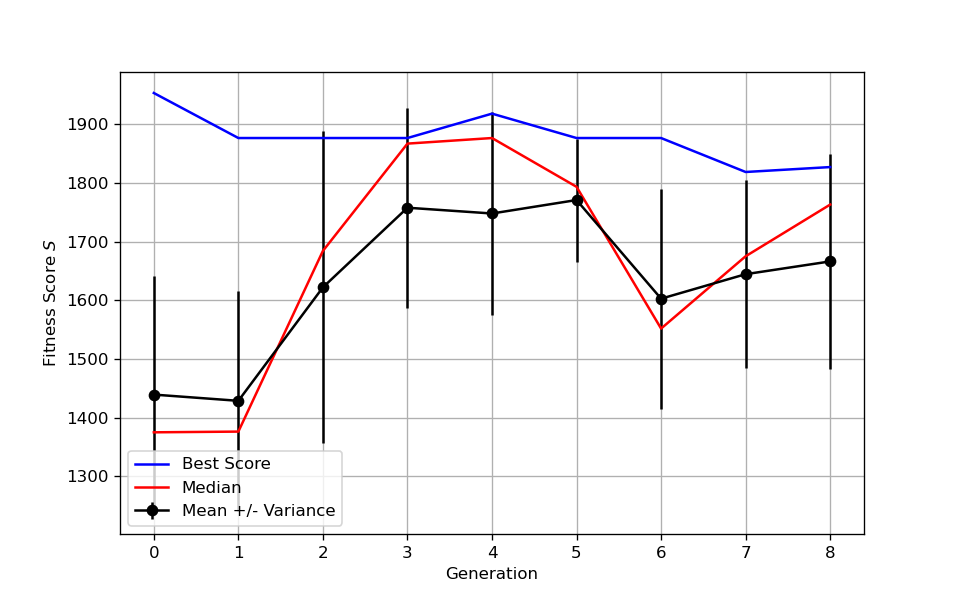 1900
1800
1700
1600
1500
1400
1300
Fitness Score S
Best Score
Median
Mean +/- Variance
0 1 2 3 4 5 6 7 8
Generation